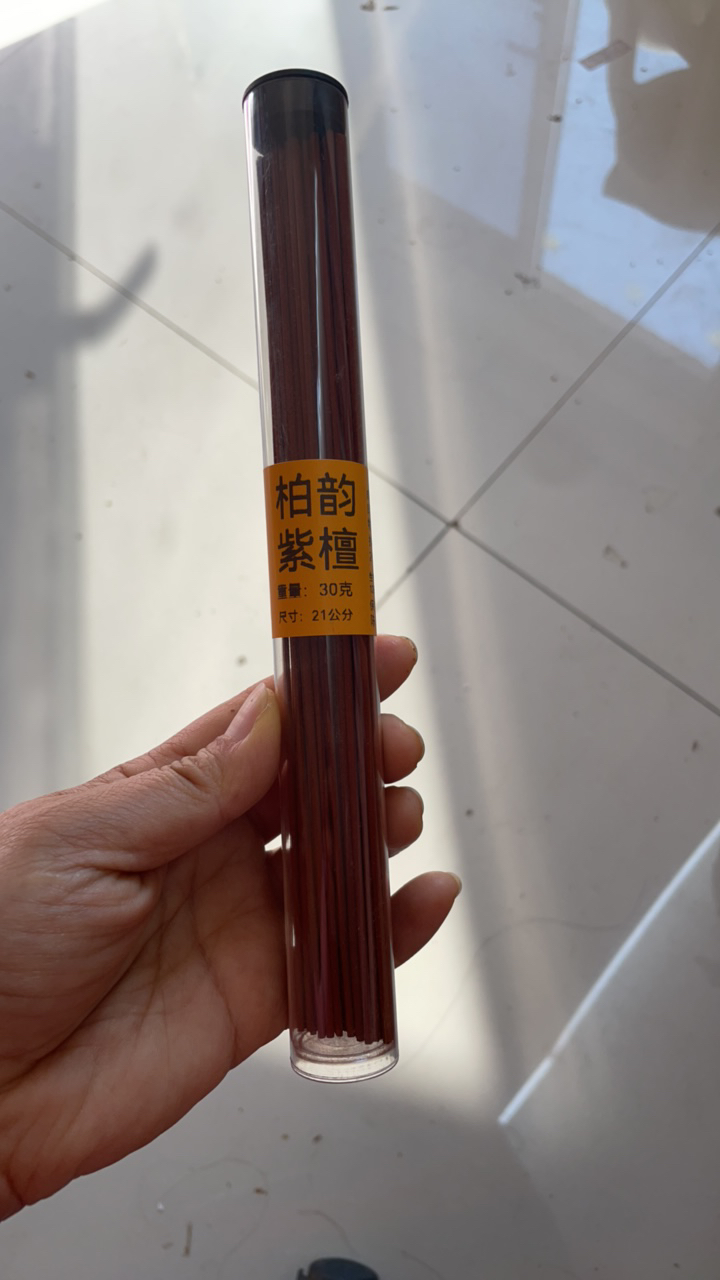 柏韵
紫檀
重量：30克
尺寸：21公分